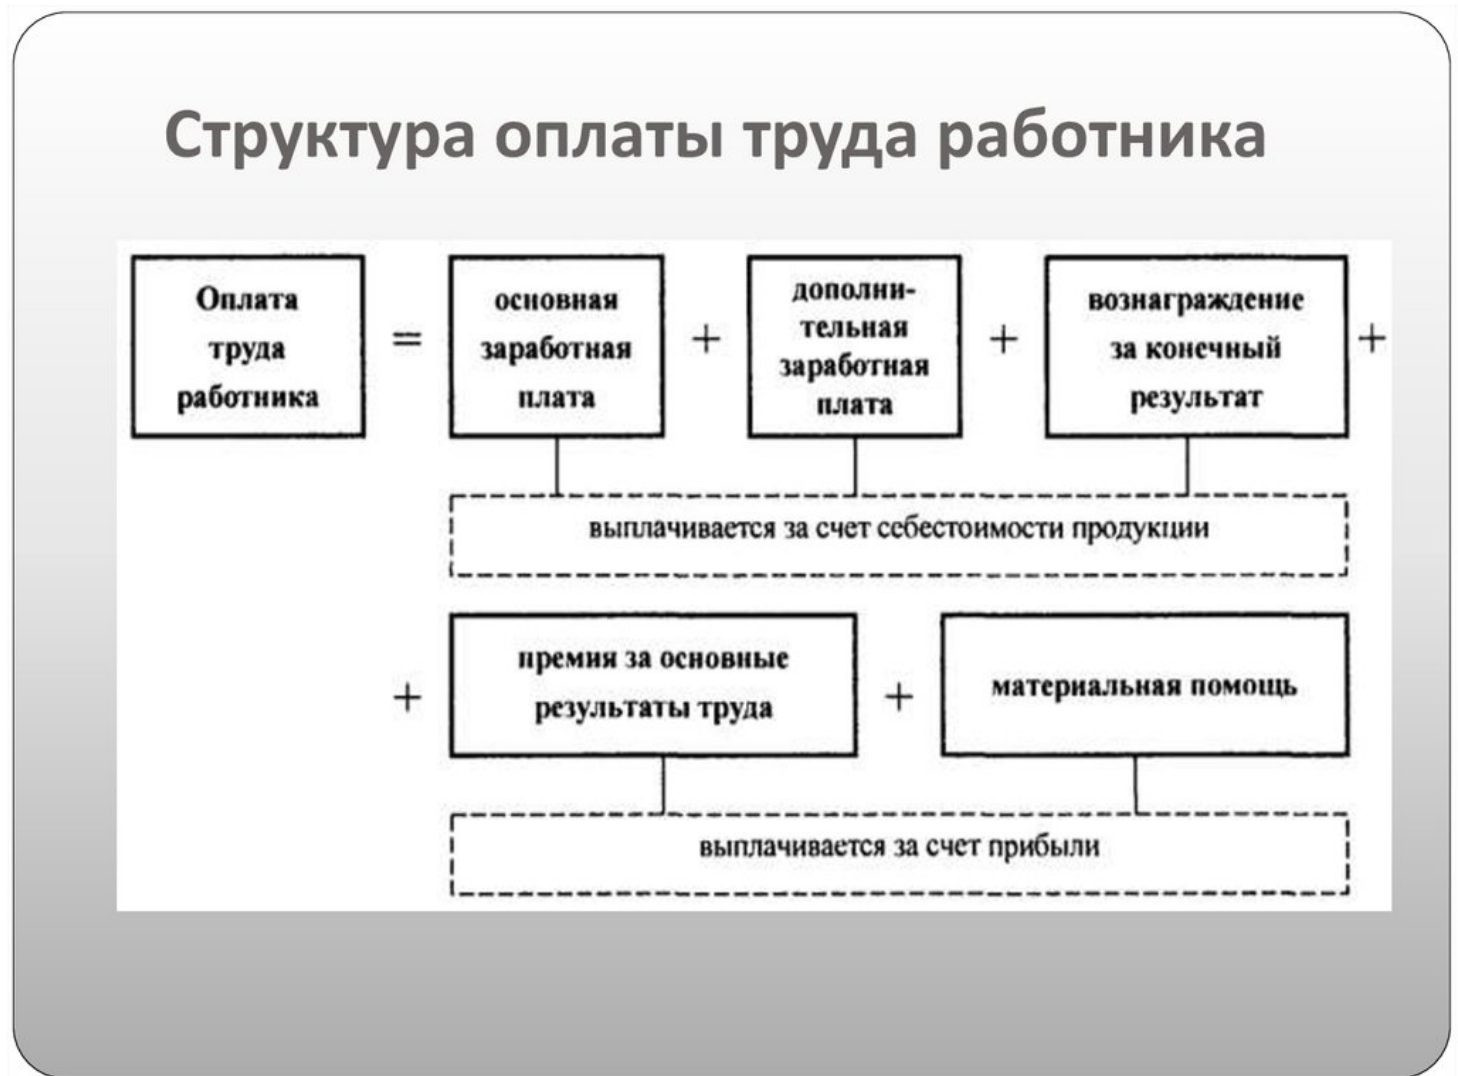 Структура оплаты труда работника
Оплата
труда
работника
=
основная
заработная
плата
+
дополни-
тельная
заработная
плата
+
вознаграждение
за конечный
результат
+
выплачивается за счет себестоимости продукции
+
премия за основные
результаты труда
+
материальная помощь
выплачивается за счет прибыли